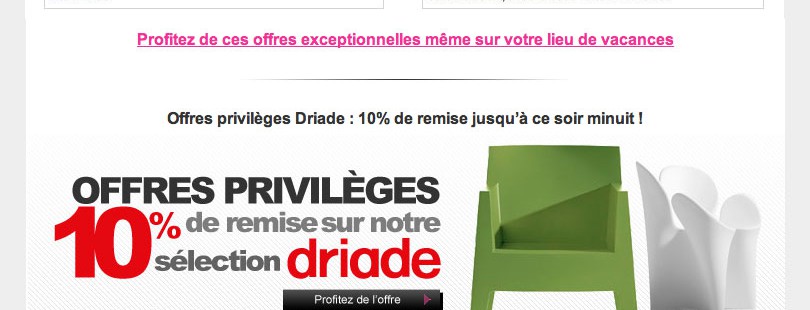 Profitez de ces offres exceptionnelles même sur votre lieu de vacances
Offres privilèges Driade : 10% de remise jusqu'à ce soir minuit !
OFFRES PRIVILÈGES
10% de remise sur notre
sélection driade
Profitez de l'offre